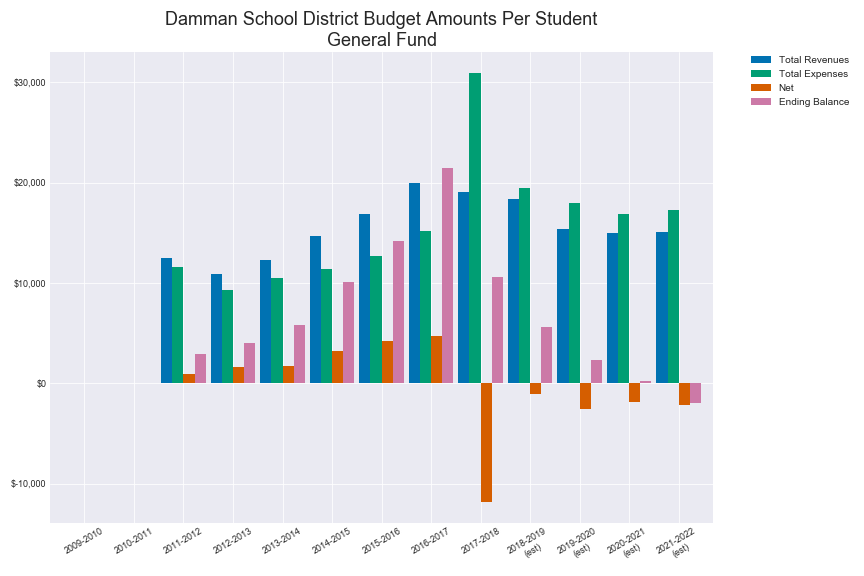 Damman School District Budget Amounts Per Student
General Fund
Total Revenues
Total Expenses
Net
Ending Balance
$30,000
$20,000
$10,000
$0
$-10,000
2009-2010
2010-2011
2011-2012
2012-2013
2013-2014
2014-2015
2015-2016
2016-2017
2017-2018
2018-2019
(est)
2019-2020
(est)
2020-2021
(est)
2021-2022
(est)